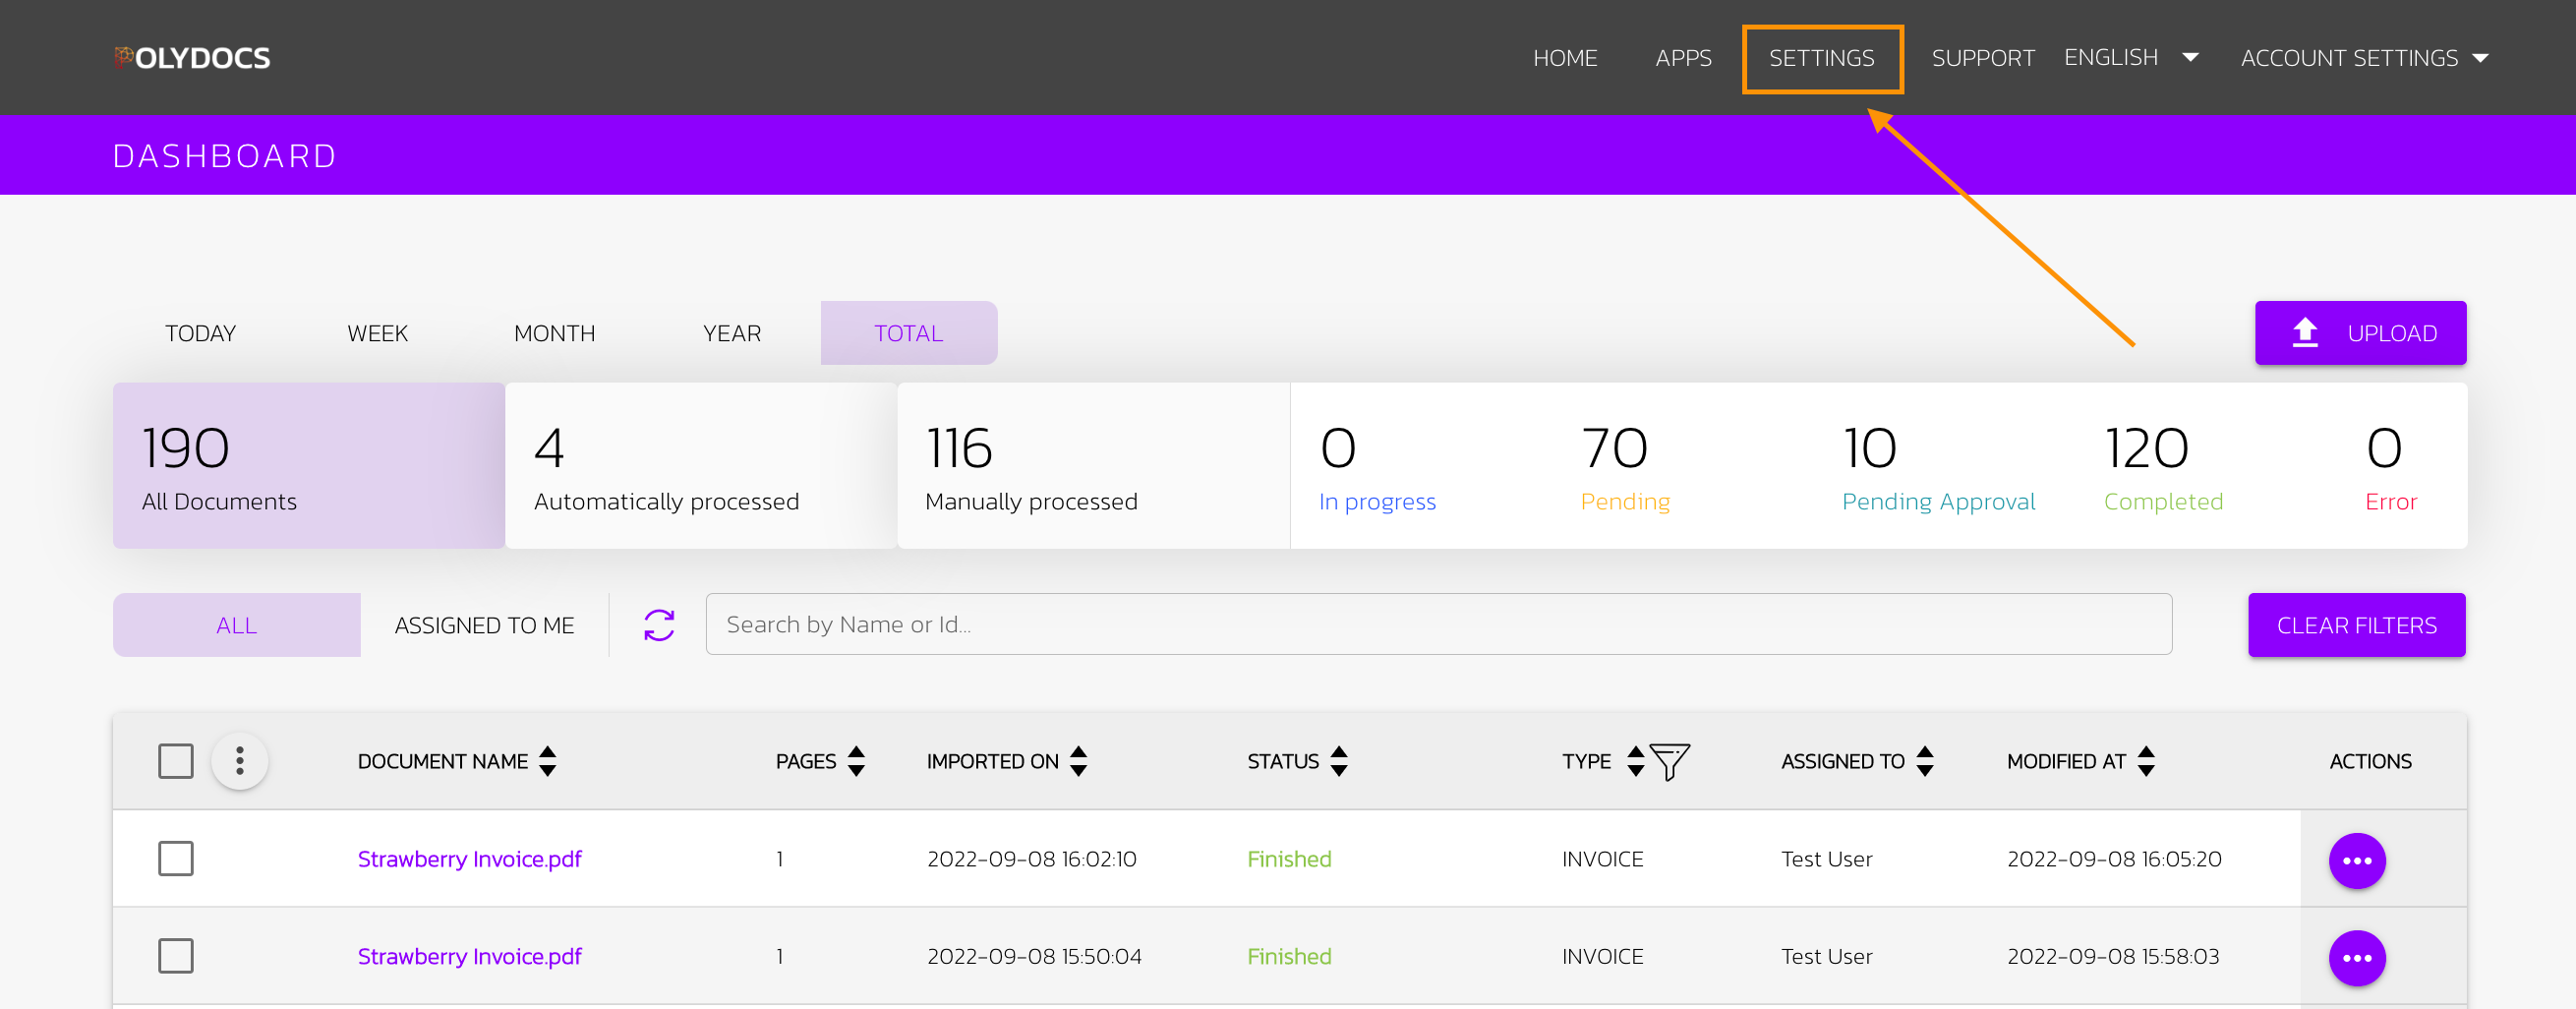 POLYDOCS HOME APPS SETTINGS SUPPORT ENGLISH ACCOUNT SETTINGS
DASHBOARD
TODAY WEEK MONTH YEAR TOTAL UPLOAD
190 4 116 0 70 10 120 0
All Documents Automatically processed Manually processed In progress Pending Pending Approval Completed Error
ALL ASSIGNED TO ME Search by Name or Id... CLEAR FILTERS
DOCUMENT NAME PAGES IMPORTED ON STATUS TYPE ASSIGNED TO MODIFIED AT ACTIONS
Strawberry Invoice.pdf 1 2022-09-08 16:02:10 Finished INVOICE Test User 2022-09-08 16:05:20
Strawberry Invoice.pdf 1 2022-09-08 15:50:04 Finished INVOICE Test User 2022-09-08 15:58:03